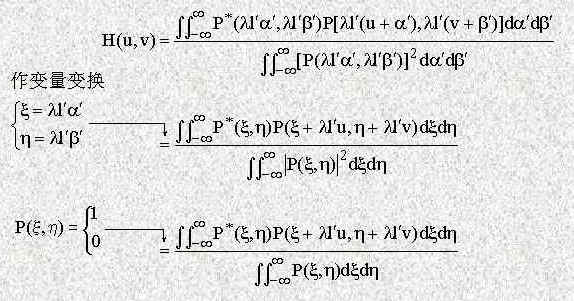 H(u,v) = ∬_{-∞}^{∞} P*(λl′α′,λl′β′)P[λl′(u + α′),λl′(v + β′)]dα′dβ′ / ∬_{-∞}^{∞} [P(λl′α′,λl′β′)]² dα′dβ′
作变量变换
{ξ = λl′α′
{η = λl′β′
= ∬_{-∞}^{∞} P*(ξ,η)P(ξ + λl′u,η + λl′v)dξdη / ∬_{-∞}^{∞} |P(ξ,η)|² dξdη
P(ξ,η) = {1
{0
= ∬_{-∞}^{∞} P*(ξ,η)P(ξ + λl′u,η + λl′v)dξdη / ∬_{-∞}^{∞} P(ξ,η)dξdη